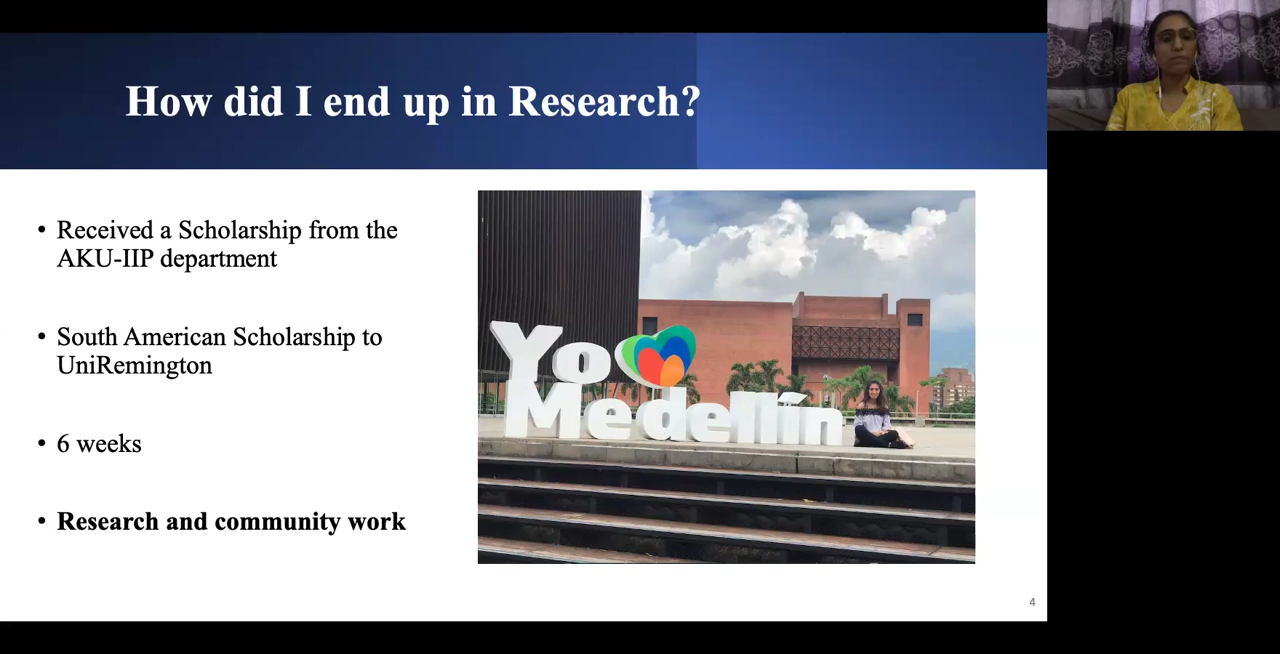 How did I end up in Research?
• Received a Scholarship from the
AKU-IIP department
• South American Scholarship to
UniRemington
• 6 weeks
• Research and community work
Yo
Medellín
4